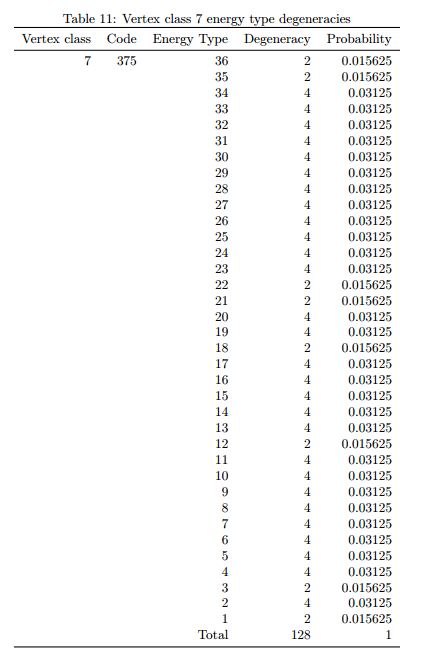 Table 11: Vertex class 7 energy type degeneracies
Vertex class Code Energy Type Degeneracy Probability
7 375 36 2 0.015625
35 2 0.015625
34 4 0.03125
33 4 0.03125
32 4 0.03125
31 4 0.03125
30 4 0.03125
29 4 0.03125
28 4 0.03125
27 4 0.03125
26 4 0.03125
25 4 0.03125
24 4 0.03125
23 4 0.03125
22 2 0.015625
21 2 0.015625
20 4 0.03125
19 4 0.03125
18 2 0.015625
17 4 0.03125
16 4 0.03125
15 4 0.03125
14 4 0.03125
13 4 0.03125
12 2 0.015625
11 4 0.03125
10 4 0.03125
9 4 0.03125
8 4 0.03125
7 4 0.03125
6 4 0.03125
5 4 0.03125
4 4 0.03125
3 2 0.015625
2 4 0.03125
1 2 0.015625
Total 128 1